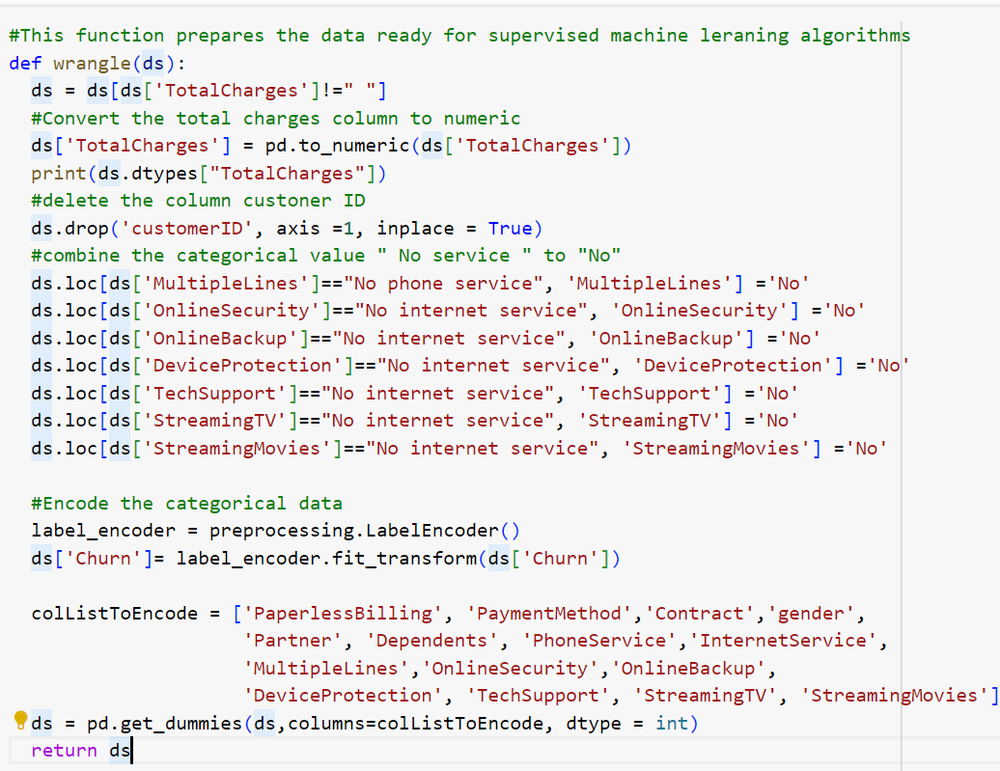 #This function prepares the data ready for supervised machine leraning algorithms
def wrangle(ds):
  ds = ds[ds['TotalCharges']!=" "]
  #Convert the total charges column to numeric
  ds['TotalCharges'] = pd.to_numeric(ds['TotalCharges'])
  print(ds.dtypes["TotalCharges"])
  #delete the column custoner ID
  ds.drop('customerID', axis =1, inplace = True)
  #combine the categorical value " No service " to "No"
  ds.loc[ds['MultipleLines']=="No phone service", 'MultipleLines'] ='No'
  ds.loc[ds['OnlineSecurity']=="No internet service", 'OnlineSecurity'] ='No'
  ds.loc[ds['OnlineBackup']=="No internet service", 'OnlineBackup'] ='No'
  ds.loc[ds['DeviceProtection']=="No internet service", 'DeviceProtection'] ='No'
  ds.loc[ds['TechSupport']=="No internet service", 'TechSupport'] ='No'
  ds.loc[ds['StreamingTV']=="No internet service", 'StreamingTV'] ='No'
  ds.loc[ds['StreamingMovies']=="No internet service", 'StreamingMovies'] ='No'
  #Encode the categorical data
  label_encoder = preprocessing.LabelEncoder()
  ds['Churn']= label_encoder.fit_transform(ds['Churn'])
  colListToEncode = ['PaperlessBilling', 'PaymentMethod','Contract','gender',
                     'Partner', 'Dependents', 'PhoneService','InternetService',
                     'MultipleLines','OnlineSecurity','OnlineBackup',
                     'DeviceProtection', 'TechSupport', 'StreamingTV', 'StreamingMovies']
  ds = pd.get_dummies(ds,columns=colListToEncode, dtype = int)
  return ds